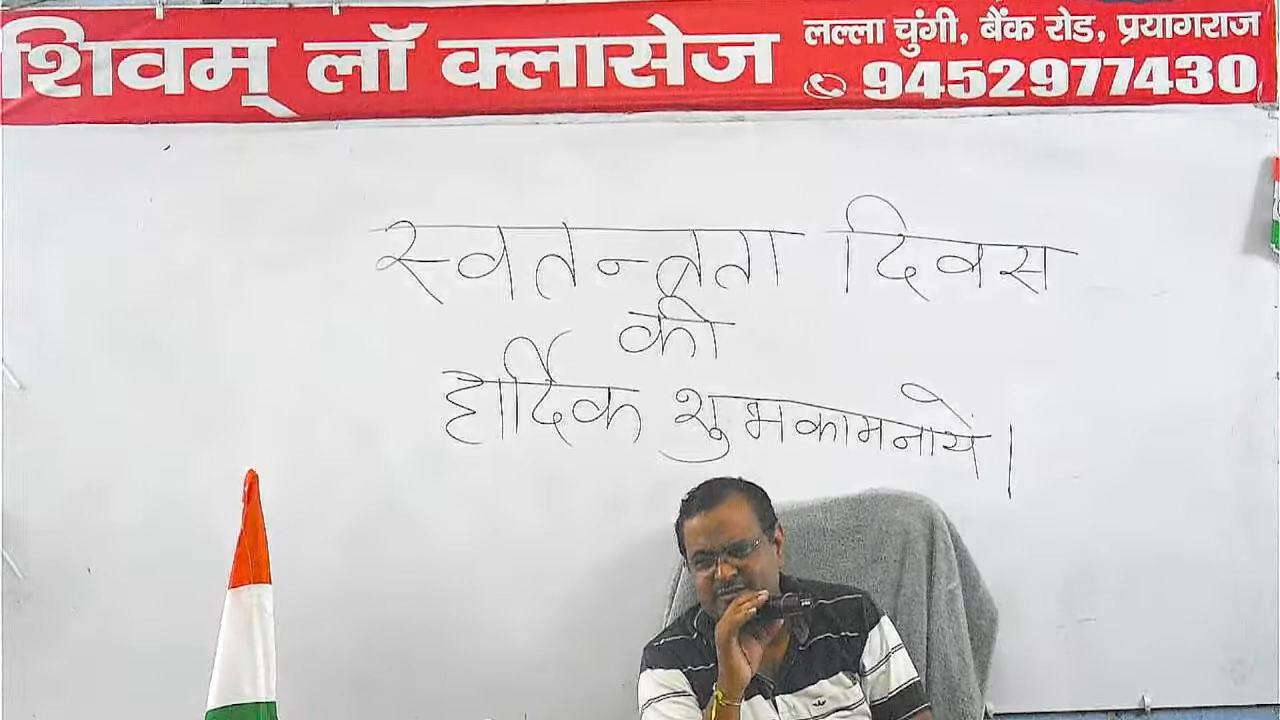 शिवम् लॉ क्लासेज
लल्ला चुंगी, बैंक रोड, प्रयागराज
9452977430
स्वतन्त्रता दिवस
की
हार्दिक शुभकामनायें।